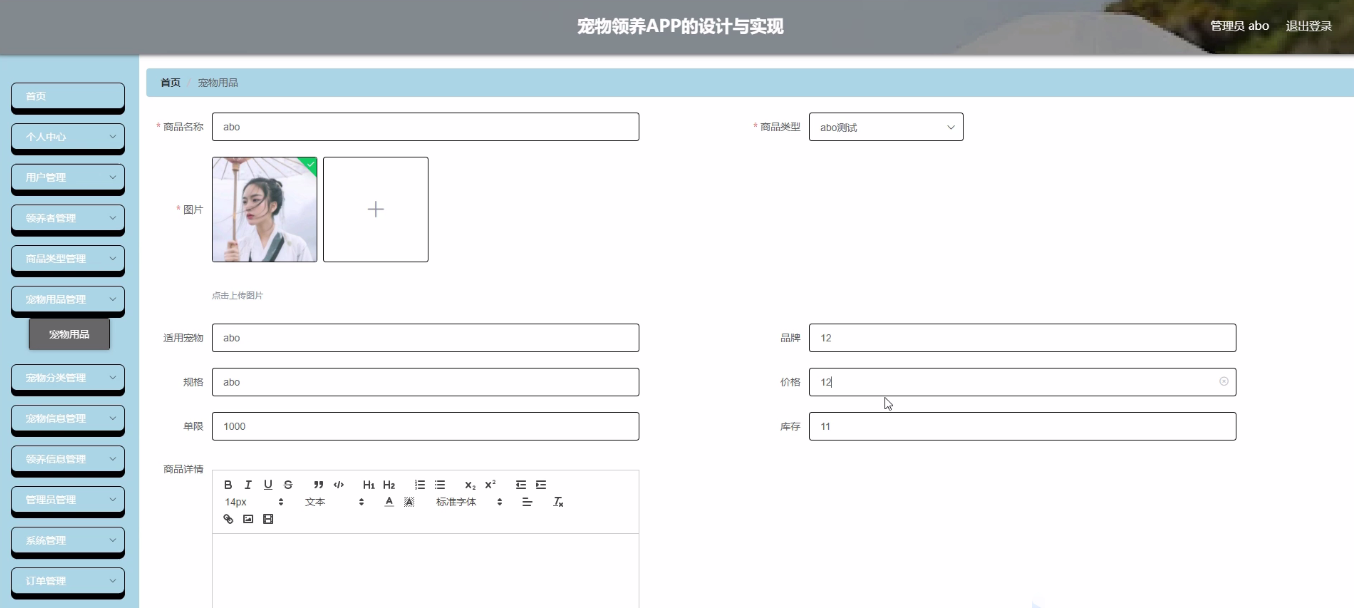 宠物领养APP的设计与实现
管理员 abo 退出登录
首页
个人中心
用户管理
领养者管理
商品类型管理
宠物用品管理
宠物用品
宠物分类管理
宠物信息管理
领养信息管理
管理员管理
系统管理
订单管理
首页 / 宠物用品
* 商品名称 abo
* 商品类型 abo测试
* 图片
点击上传图片
适用宠物 abo
品牌 12
规格 abo
价格 12
单限 1000
库存 11
商品详情
B I U S H1 H2 X2 X2
14px 文本 A A 标准字体 Tx